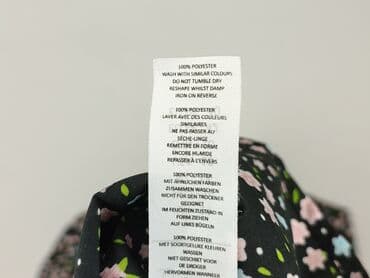 100% POLYESTER
WASH WITH SIMILAR COLOURS
DO NOT TUMBLE DRY
RESHAPE WHILST DAMP
IRON ON REVERSE
100% POLYESTER
LAVER AVEC DES COULEURS
SIMILAIRES
NE PAS PASSER AU
SÈCHE-LINGE
REMETTRE EN FORME
ENCORE HUMIDE
REPASSER À L'ENVERS
100% POLYESTER
MIT ÄHNLICHEN FARBEN
ZUSAMMEN WASCHEN
NICHT FÜR DEN TROCKNER
GEEIGNET
IM FEUCHTEN ZUSTAND IN
FORM ZIEHEN
AUF LINKS BÜGELN
100% POLYESTER
MET SOORTGELIJKE KLEUREN
WASSEN
NIET GESCHIKT VOOR
DE DROGER
HERVORMEN WANNEER